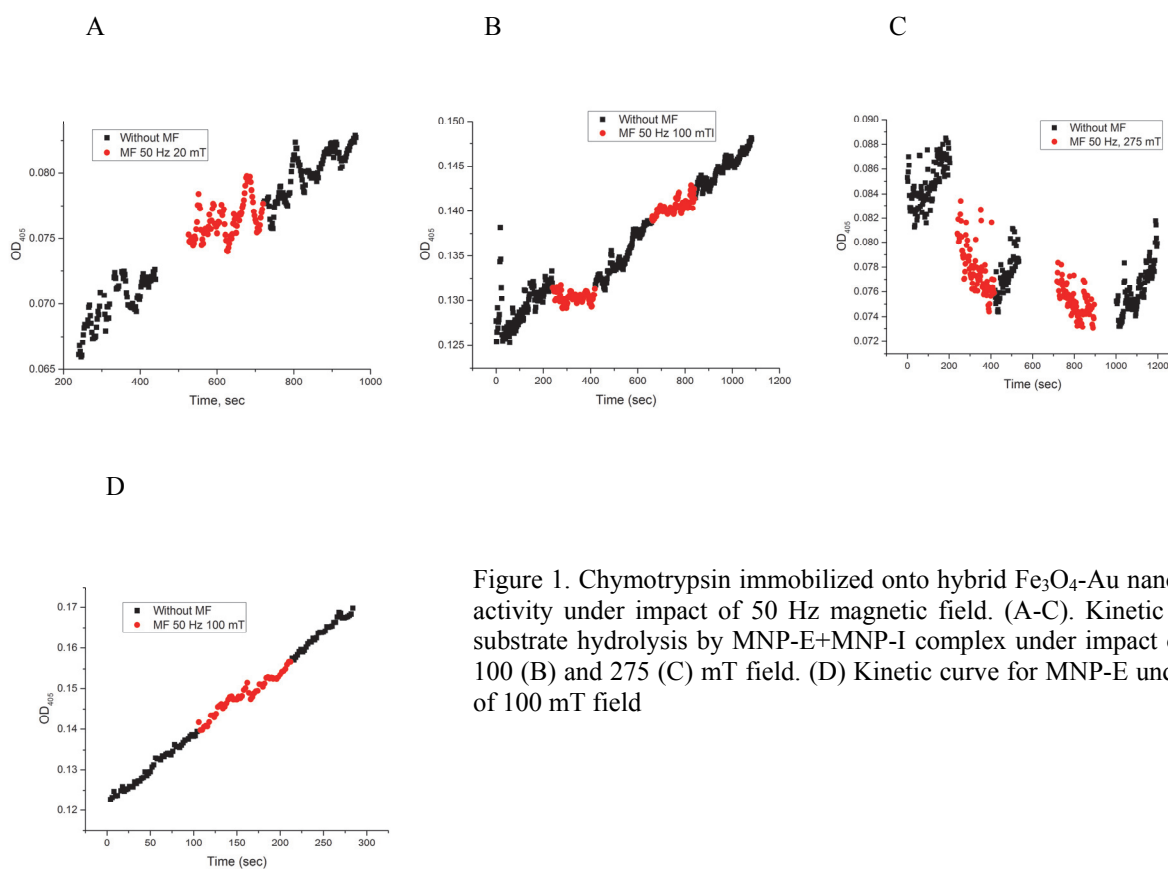 A
B
C
Without MF
MF 50 Hz 20 mT
0.080
0.075
0.070
0.065
OD405
200
400
600
800
1000
Time, sec
Without MF
MF 50 Hz 100 mTl
0.150
0.145
0.140
0.135
0.130
0.125
OD405
0
200
400
600
800
1000
1200
Time (sec)
Without MF
MF 50 Hz, 275 mT
0.090
0.088
0.086
0.084
0.082
0.080
0.078
0.076
0.074
0.072
OD405
0
200
400
600
800
1000
1200
Time (sec)
D
Without MF
MF 50 Hz 100 mT
0.17
0.16
0.15
0.14
0.13
0.12
OD405
0
50
100
150
200
250
300
Time (sec)
Figure 1. Chymotrypsin immobilized onto hybrid Fe₃O₄-Au nano
activity under impact of 50 Hz magnetic field. (A-C). Kinetic
substrate hydrolysis by MNP-E+MNP-I complex under impact
100 (B) and 275 (C) mT field. (D) Kinetic curve for MNP-E und
of 100 mT field